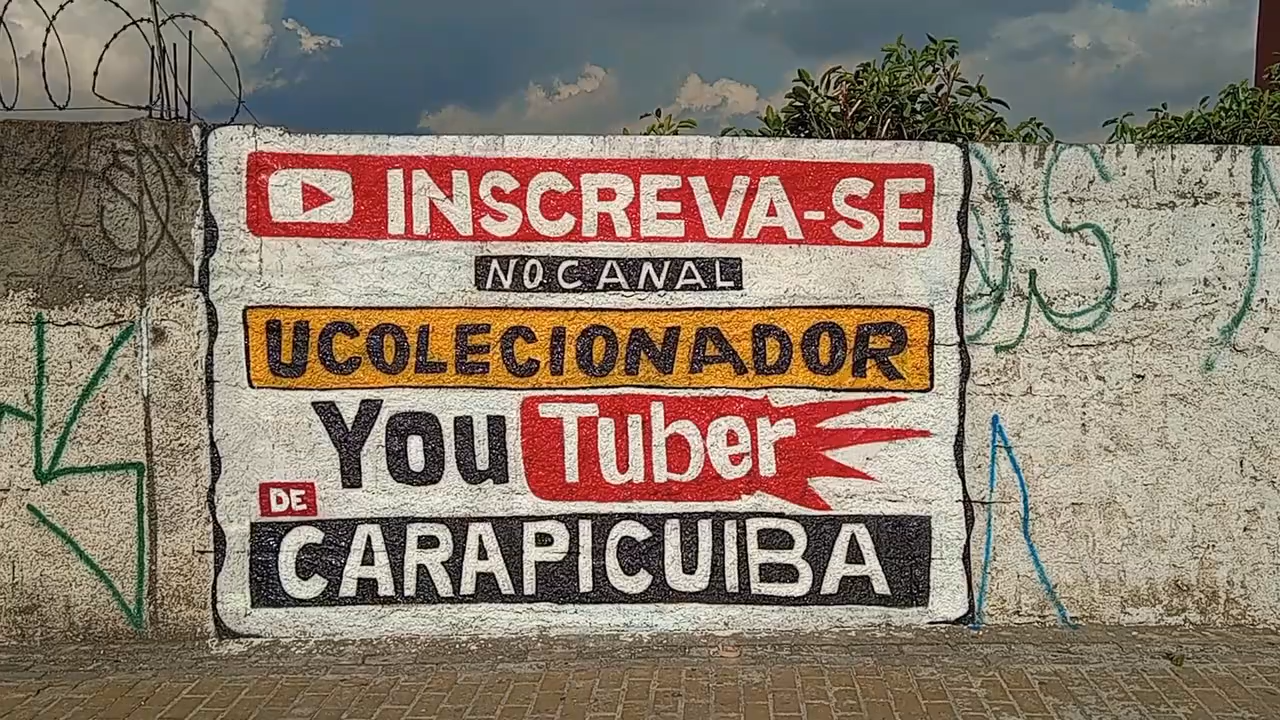 INSCREVA-SE
NO CANAL
UCOLECIONADOR
YouTuber
DE
CARAPICUIBA